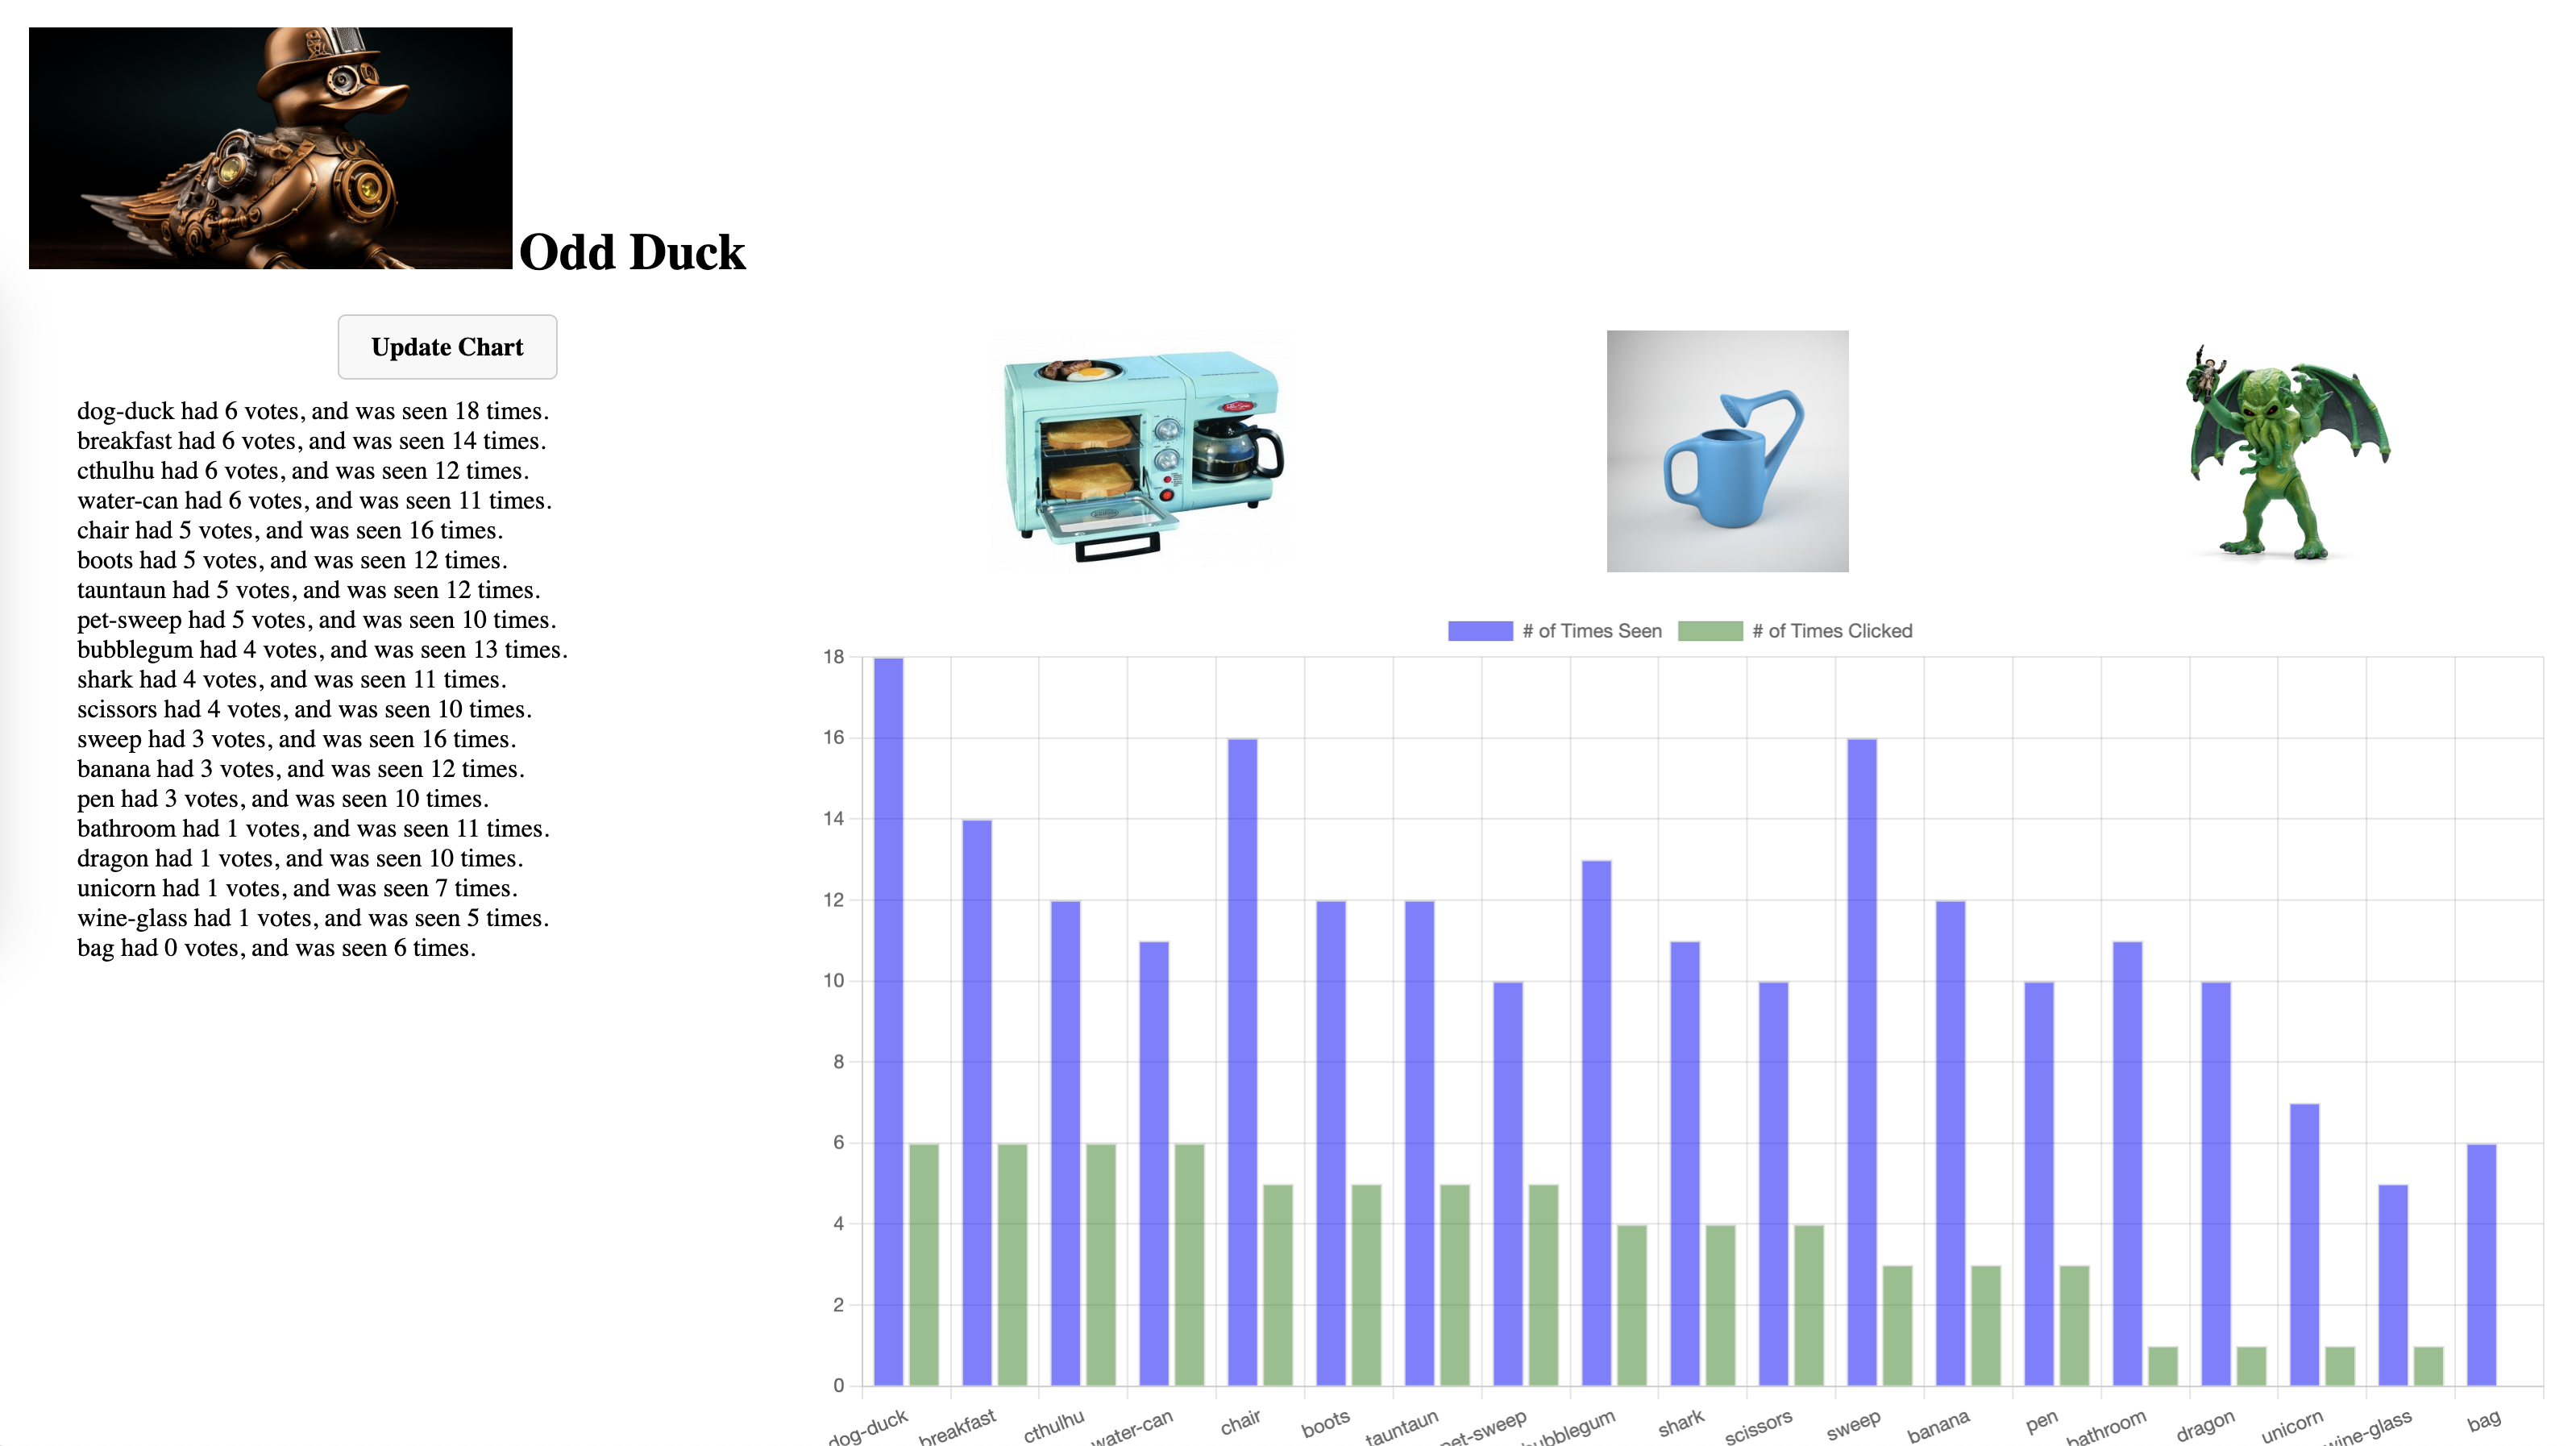 Odd Duck
Update Chart
dog-duck had 6 votes, and was seen 18 times.
breakfast had 6 votes, and was seen 14 times.
cthulhu had 6 votes, and was seen 12 times.
water-can had 6 votes, and was seen 11 times.
chair had 5 votes, and was seen 16 times.
boots had 5 votes, and was seen 12 times.
tauntaun had 5 votes, and was seen 12 times.
pet-sweep had 5 votes, and was seen 10 times.
bubblegum had 4 votes, and was seen 13 times.
shark had 4 votes, and was seen 11 times.
scissors had 4 votes, and was seen 10 times.
sweep had 3 votes, and was seen 16 times.
banana had 3 votes, and was seen 12 times.
pen had 3 votes, and was seen 10 times.
bathroom had 1 votes, and was seen 11 times.
dragon had 1 votes, and was seen 10 times.
unicorn had 1 votes, and was seen 7 times.
wine-glass had 1 votes, and was seen 5 times.
bag had 0 votes, and was seen 6 times.
# of Times Seen # of Times Clicked
18
16
14
12
10
8
6
4
2
0
dog-duck
breakfast
cthulhu
water-can
chair
boots
tauntaun
pet-sweep
bubblegum
shark
scissors
sweep
banana
pen
bathroom
dragon
unicorn
wine-glass
bag